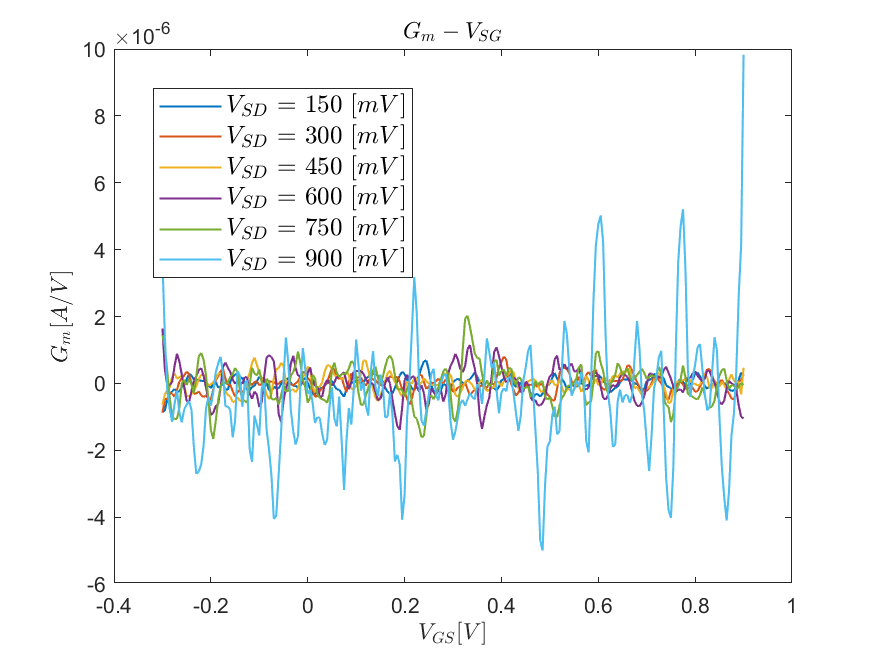 ×10-6
G_m − V_SG
V_SD = 150 [mV]
V_SD = 300 [mV]
V_SD = 450 [mV]
V_SD = 600 [mV]
V_SD = 750 [mV]
V_SD = 900 [mV]
G_m[A/V]
10
8
6
4
2
0
-2
-4
-6
-0.4 -0.2 0 0.2 0.4 0.6 0.8 1
V_GS[V]